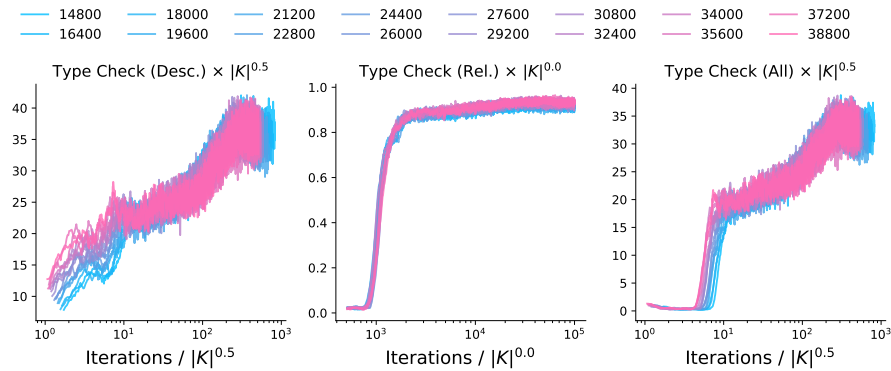 14800 18000 21200 24400 27600 30800 34000 37200
16400 19600 22800 26000 29200 32400 35600 38800
Type Check (Desc.) × |K|^0.5 Type Check (Rel.) × |K|^0.0 Type Check (All) × |K|^0.5
40 1.0 40
35 0.8 35
30 0.6 30
25 0.4 25
20 0.2 20
15 0.0 15
10 10
5
0
10^0 10^1 10^2 10^3 10^3 10^4 10^5 10^0 10^1 10^2 10^3
Iterations / |K|^0.5 Iterations / |K|^0.0 Iterations / |K|^0.5